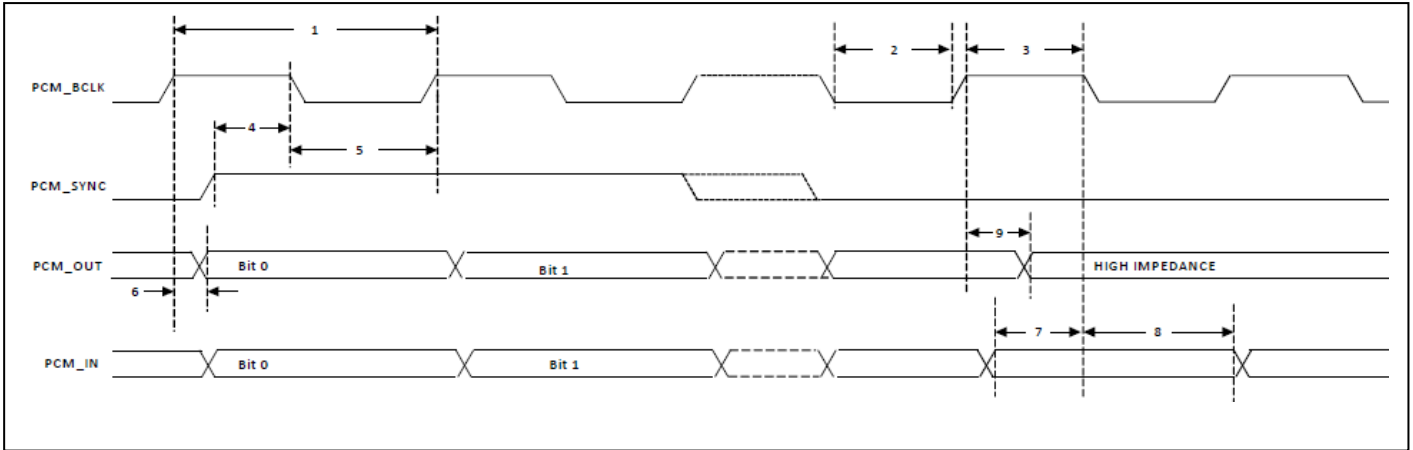 1
2
3
PCM_BCLK
4
5
PCM_SYNC
9
PCM_OUT
Bit 0
Bit 1
HIGH IMPEDANCE
6
7
8
PCM_IN
Bit 0
Bit 1